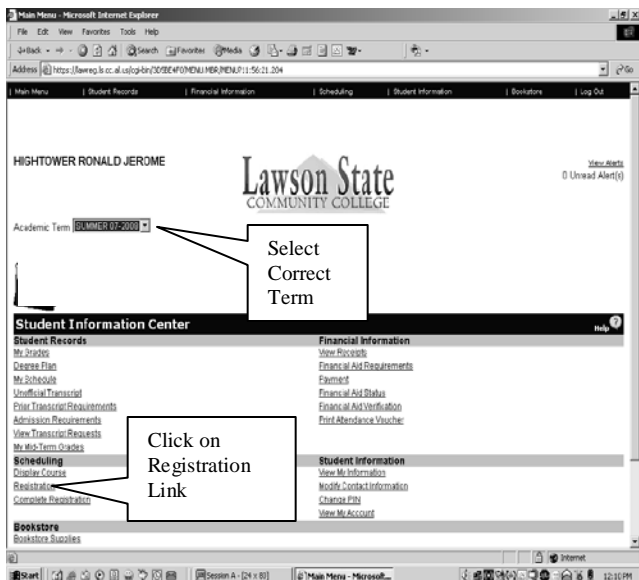 Main Menu - Microsoft Internet Explorer
File Edit View Favorites Tools Help
Back Search Favorites Media
Address https://lawreg.ls.cc.al.us/cgi-bin/ Go
| Main Menu | Student Records | Financial Information | Scheduling | Student Information | Bookstore | Log Out
HIGHTOWER RONALD JEROME
Lawson State
COMMUNITY COLLEGE
View Alerts
0 Unread Alert(s)
Academic Term SUMMER 07-2008
Select
Correct
Term
Student Information Center
Help ?
Student Records
My Grades
Degree Plan
My Schedule
Unofficial Transcript
Prior Transcript Requirements
Admission Requirements
View Transcript Requests
My Mid-Term Grades
Financial Information
View Receipts
Financial Aid Requirements
Payment
Financial Aid Status
Financial Aid Verification
Print Attendance Voucher
Click on
Registration
Link
Scheduling
Display Course
Registration
Complete Registration
Student Information
View My Information
Modify Contact Information
Change PIN
View My Account
Bookstore
Bookstore Supplies
Internet
Start Session A - [24 x 80] Main Menu - Microsoft... 12:10 PM